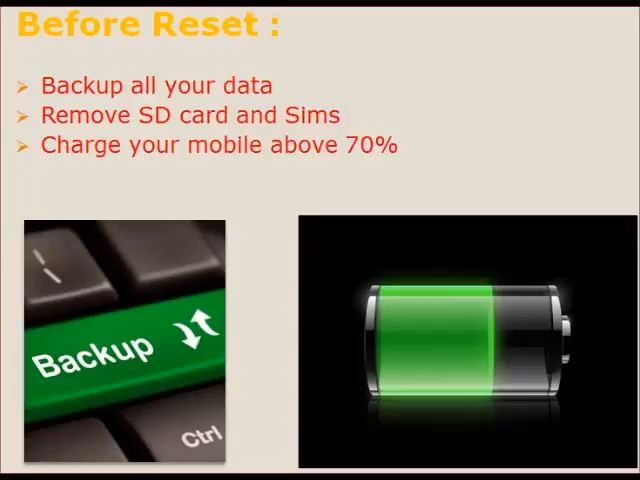 Before Reset :
Backup all your data
Remove SD card and Sims
Charge your mobile above 70%
Backup
Ctrl